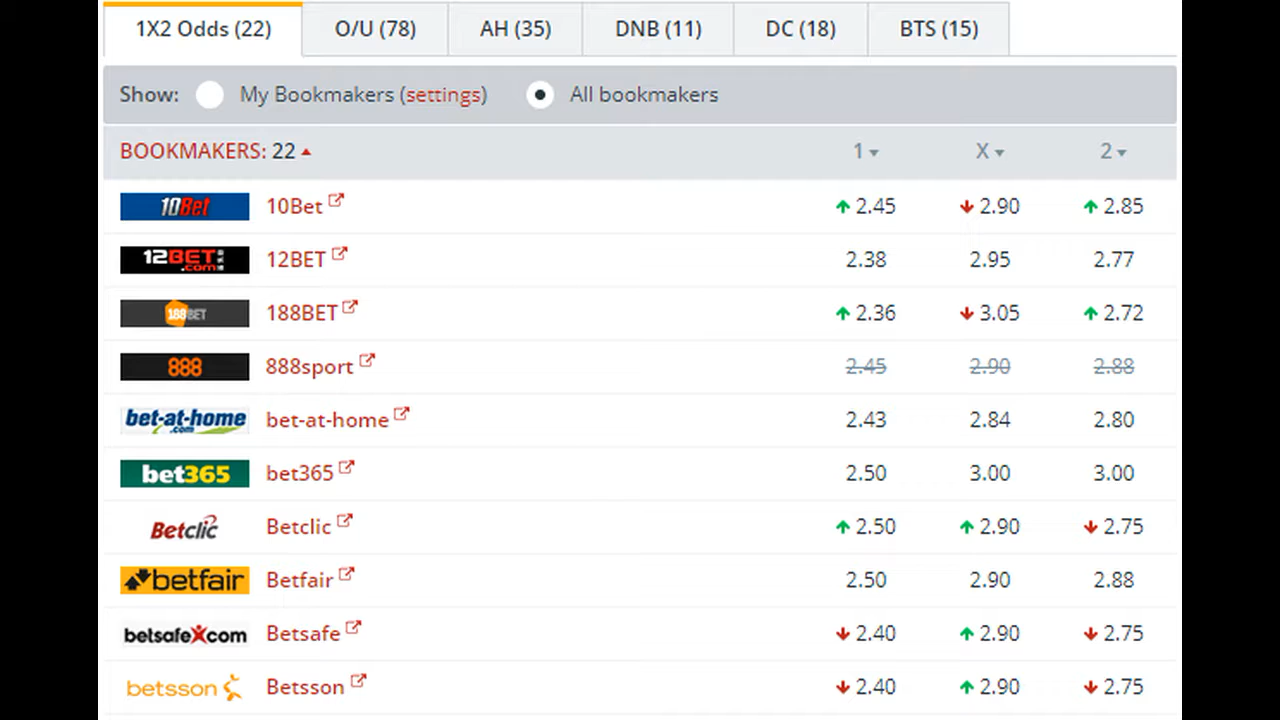 1X2 Odds (22) O/U (78) AH (35) DNB (11) DC (18) BTS (15)
Show: My Bookmakers (settings) All bookmakers
BOOKMAKERS: 22 1 X 2
10Bet 10Bet 2.45 2.90 2.85
12BET.com 12BET 2.38 2.95 2.77
188BET 188BET 2.36 3.05 2.72
888 888sport 2.45 2.90 2.88
bet-at-home.com bet-at-home 2.43 2.84 2.80
bet365 bet365 2.50 3.00 3.00
Betclic Betclic 2.50 2.90 2.75
betfair Betfair 2.50 2.90 2.88
betsafe.com Betsafe 2.40 2.90 2.75
betsson Betsson 2.40 2.90 2.75